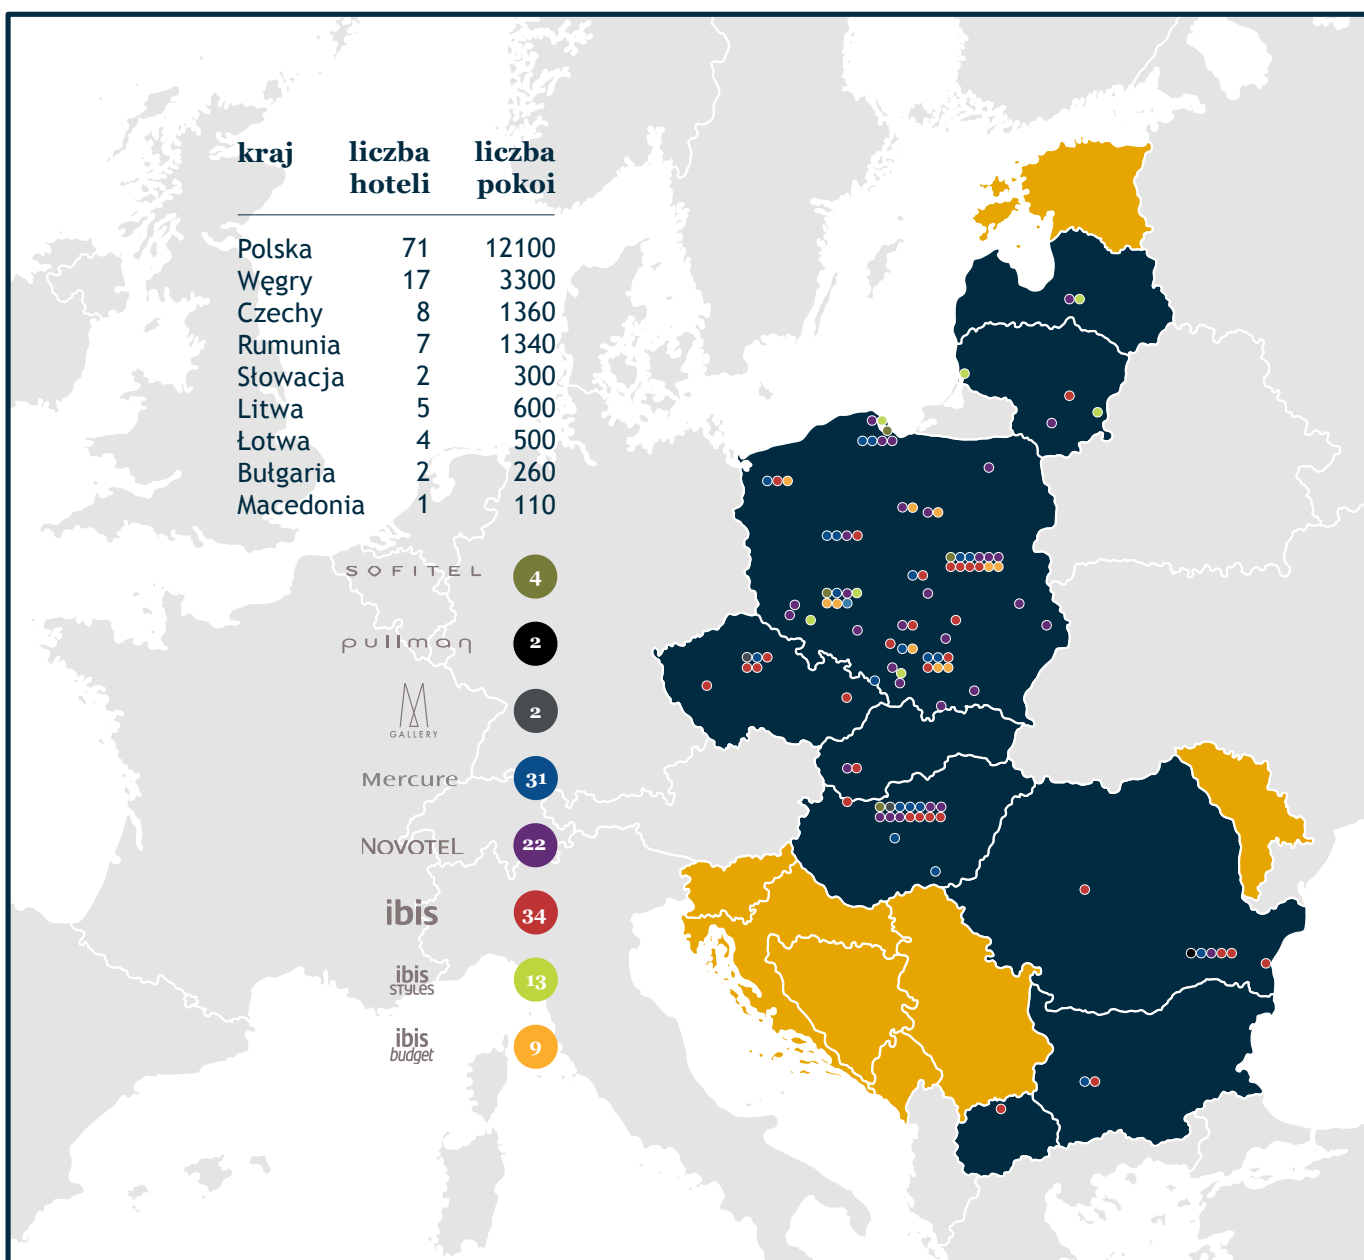 kraj liczba hoteli liczba pokoi
Polska 71 12100
Węgry 17 3300
Czechy 8 1360
Rumunia 7 1340
Słowacja 2 300
Litwa 5 600
Łotwa 4 500
Bułgaria 2 260
Macedonia 1 110
SOFITEL 4
pullman 2
M GALLERY 2
Mercure 31
NOVOTEL 22
ibis 34
ibis STYLES 13
ibis budget 9